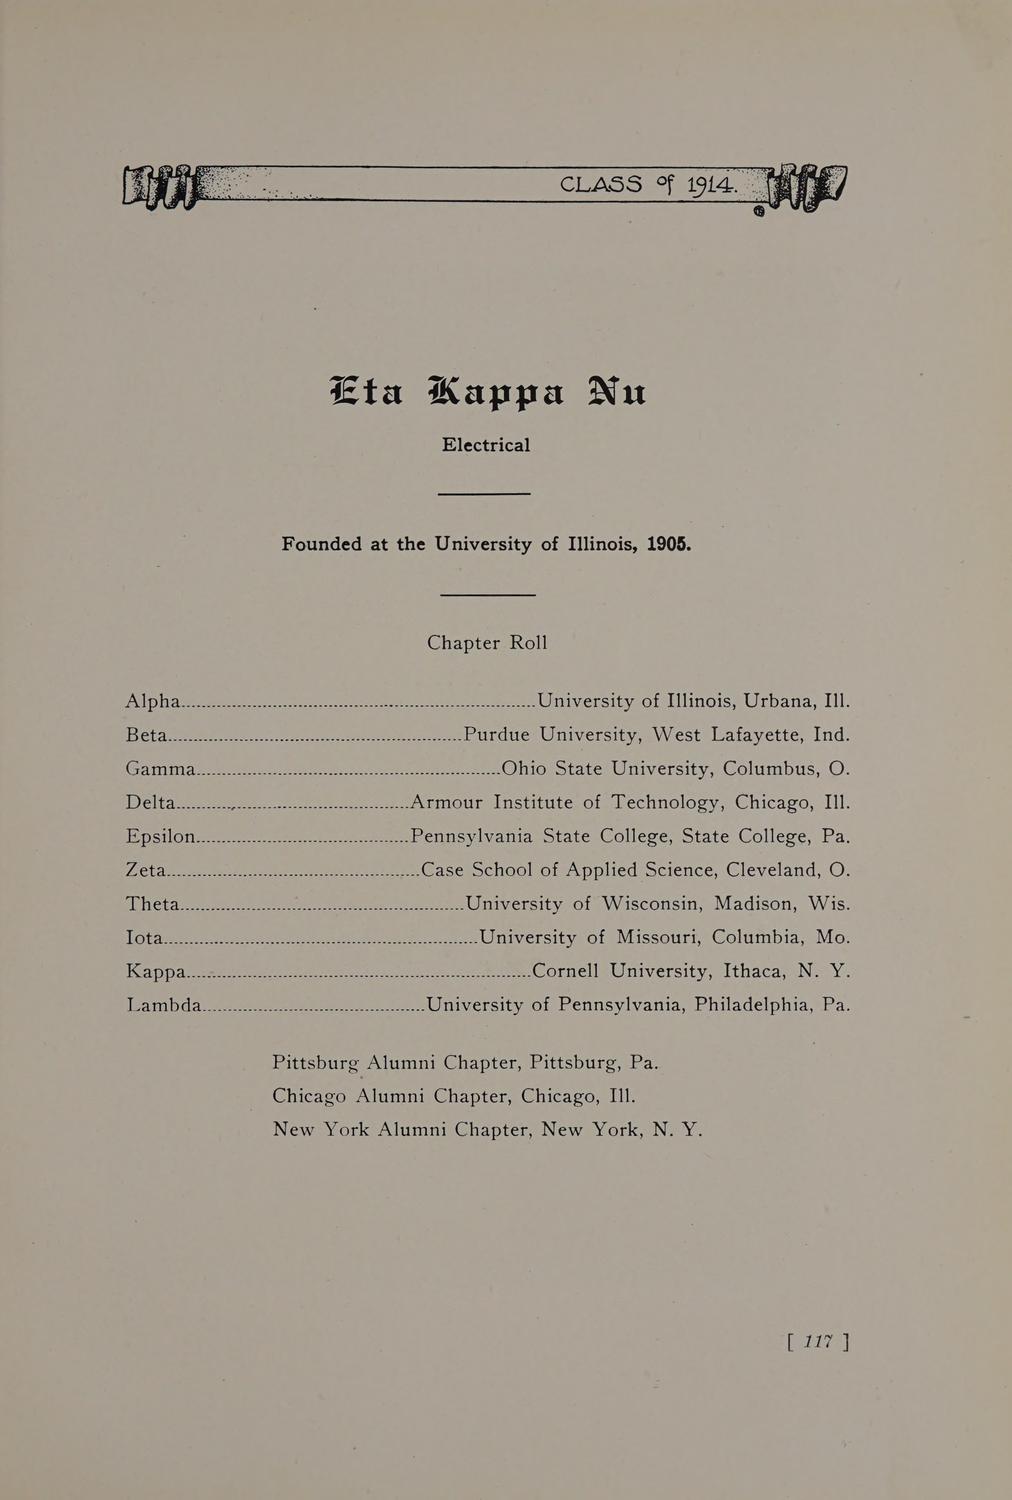 CLASS of 1914.
Eta Kappa Nu
Electrical
Founded at the University of Illinois, 1905.
Chapter Roll
Alpha University of Illinois, Urbana, Ill.
Beta Purdue University, West Lafayette, Ind.
Gamma Ohio State University, Columbus, O.
Delta Armour Institute of Technology, Chicago, Ill.
Epsilon Pennsylvania State College, State College, Pa.
Zeta Case School of Applied Science, Cleveland, O.
Theta University of Wisconsin, Madison, Wis.
Iota University of Missouri, Columbia, Mo.
Kappa Cornell University, Ithaca, N. Y.
Lambda University of Pennsylvania, Philadelphia, Pa.
Pittsburg Alumni Chapter, Pittsburg, Pa.
Chicago Alumni Chapter, Chicago, Ill.
New York Alumni Chapter, New York, N. Y.
[ 117 ]